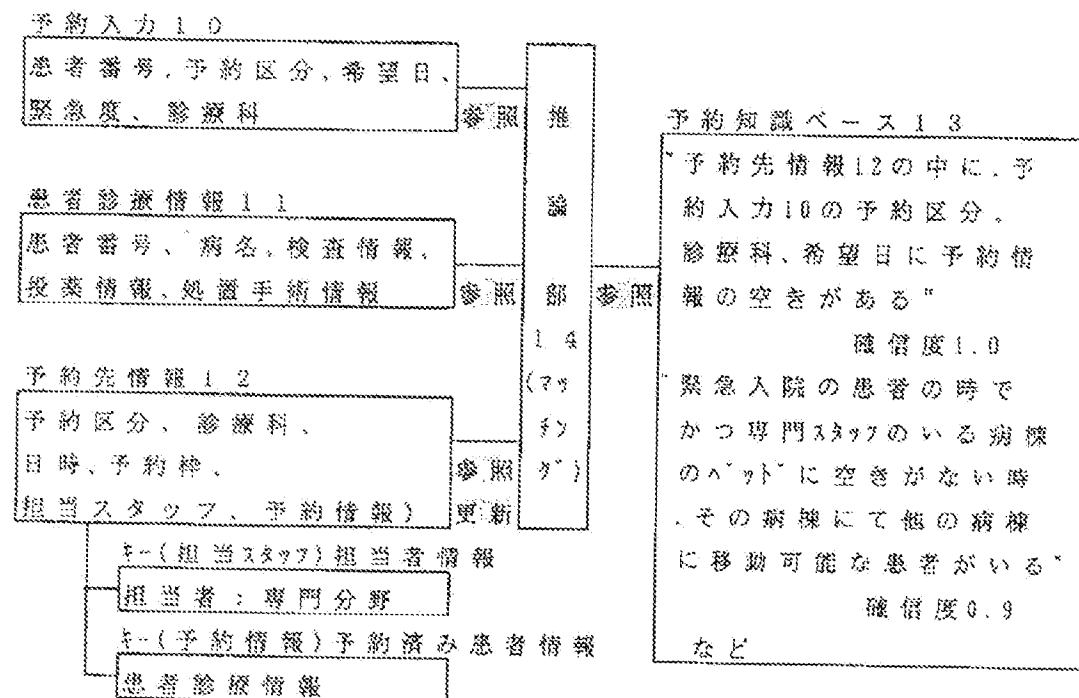 予約入力10
患者番号、予約区分、希望日、
緊急度、診療科
参照
患者診療情報11
患者番号、病名、検査情報、
投薬情報、処置手術情報
参照
予約先情報12
予約区分、診療科、
日時、予約枠、
担当スタッフ、予約情報)
参照
更新
キー(担当スタッフ)担当者情報
担当者:専門分野
キー(予約情報)予約済み患者情報
患者診療情報
推
論
部
14
(マッ
チン
グ)
参照
予約知識ベース13
"予約先情報12の中に、予
約入力10の予約区分、
診療科、希望日に予約情
報の空きがある"
確信度1.0
"緊急入院の患者の時で
かつ専門スタッフのいる病棟
のベットに空きがない時
、その病棟にて他の病棟
に移動可能な患者がいる"
確信度0.9
など